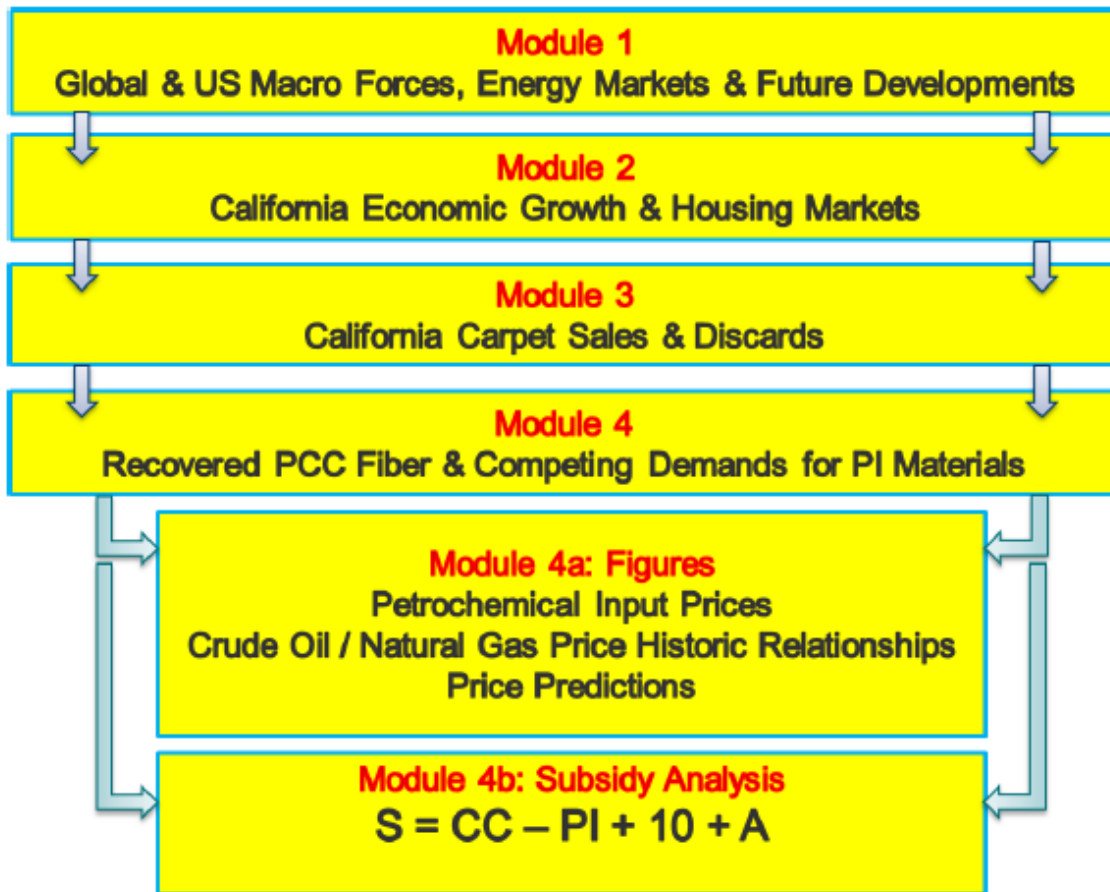 Module 1
Global & US Macro Forces, Energy Markets & Future Developments
Module 2
California Economic Growth & Housing Markets
Module 3
California Carpet Sales & Discards
Module 4
Recovered PCC Fiber & Competing Demands for PI Materials
Module 4a: Figures
Petrochemical Input Prices
Crude Oil / Natural Gas Price Historic Relationships
Price Predictions
Module 4b: Subsidy Analysis
S = CC – PI + 10 + A